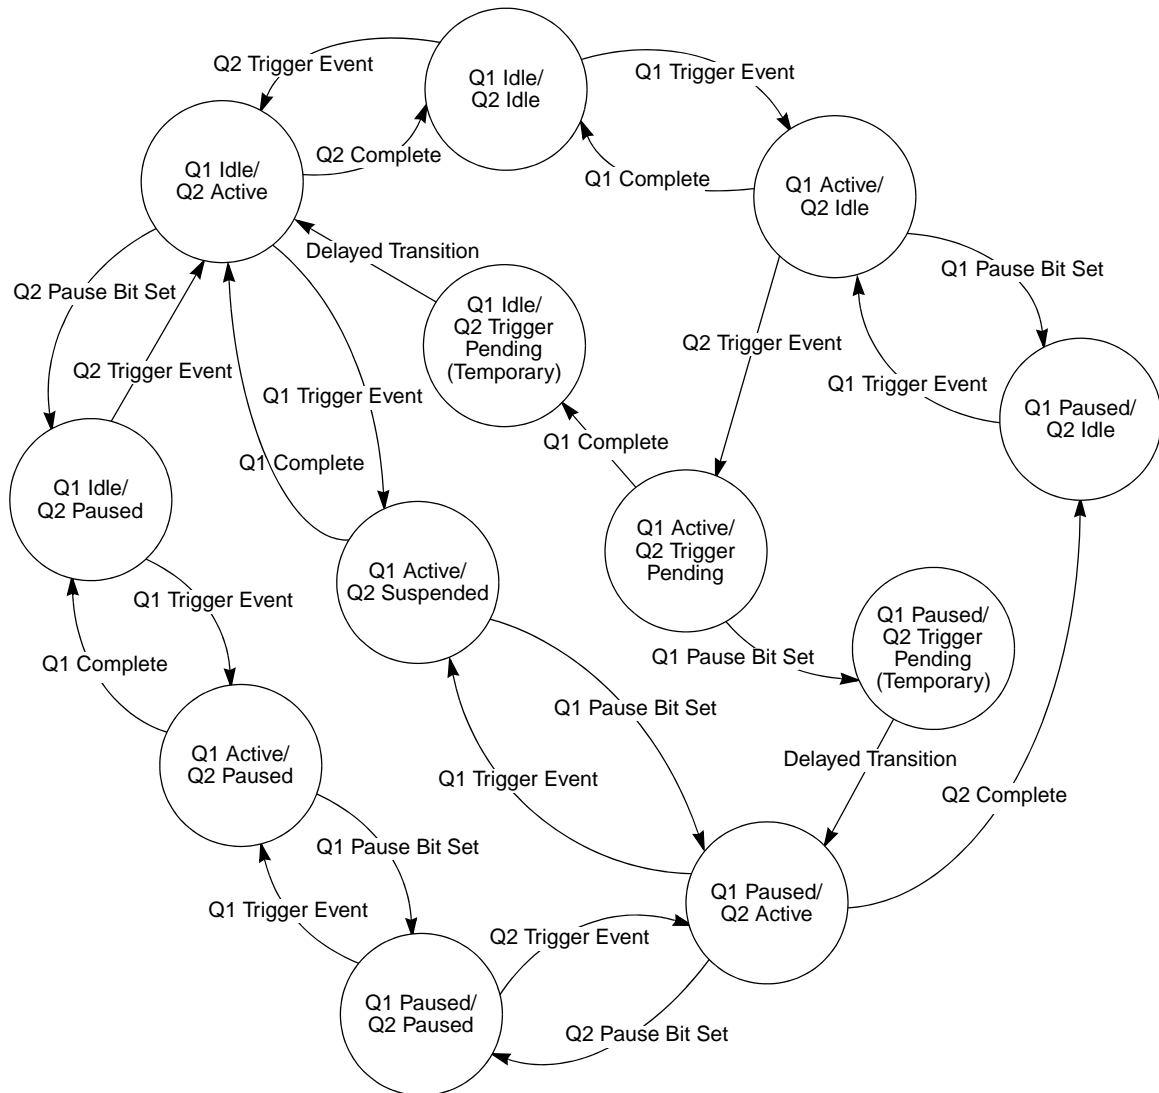 Q2 Trigger Event
Q1 Idle/
Q2 Idle
Q1 Trigger Event
Q2 Complete
Q1 Complete
Q1 Idle/
Q2 Active
Q1 Active/
Q2 Idle
Delayed Transition
Q2 Pause Bit Set
Q1 Pause Bit Set
Q1 Idle/
Q2 Trigger
Pending
(Temporary)
Q2 Trigger Event
Q2 Trigger Event
Q1 Trigger Event
Q1 Trigger Event
Q1 Paused/
Q2 Idle
Q1 Complete
Q1 Complete
Q1 Idle/
Q2 Paused
Q1 Active/
Q2 Trigger
Pending
Q1 Active/
Q2 Suspended
Q1 Trigger Event
Q1 Paused/
Q2 Trigger
Pending
(Temporary)
Q1 Complete
Q1 Pause Bit Set
Q1 Pause Bit Set
Q1 Active/
Q2 Paused
Q1 Trigger Event
Delayed Transition
Q2 Complete
Q1 Pause Bit Set
Q1 Paused/
Q2 Active
Q1 Trigger Event
Q2 Trigger Event
Q1 Paused/
Q2 Paused
Q2 Pause Bit Set